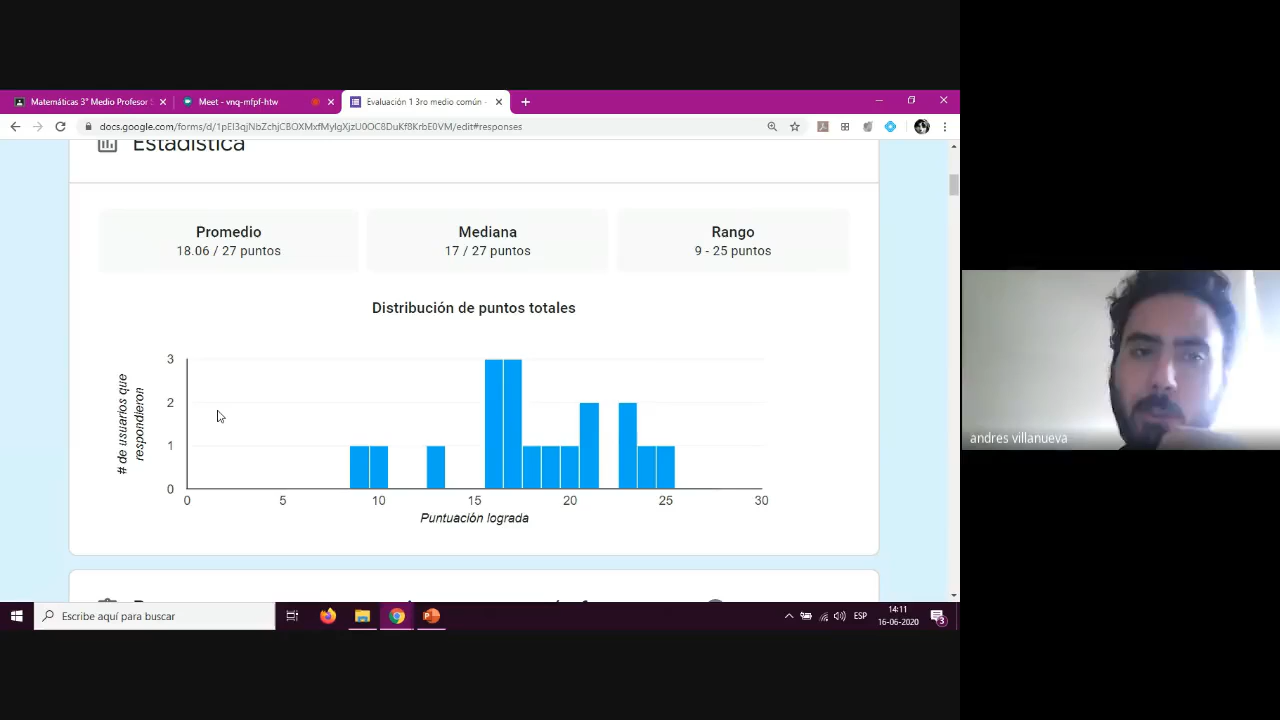 Matemáticas 3° Medio Profesor
Meet - vnq-mfpf-htw
Evaluación 1 3ro medio común -
docs.google.com/forms/d/1pEl3qjNbZchjCBOXMxfMylgXjzU0OC8DuKf8KrbE0VM/edit#responses
Estadística
Promedio
18.06 / 27 puntos
Mediana
17 / 27 puntos
Rango
9 - 25 puntos
Distribución de puntos totales
# de usuarios que
respondieron
3
2
1
0
0
5
10
15
20
25
30
Puntuación lograda
andres villanueva
Escribe aquí para buscar
ESP
14:11
16-06-2020
3